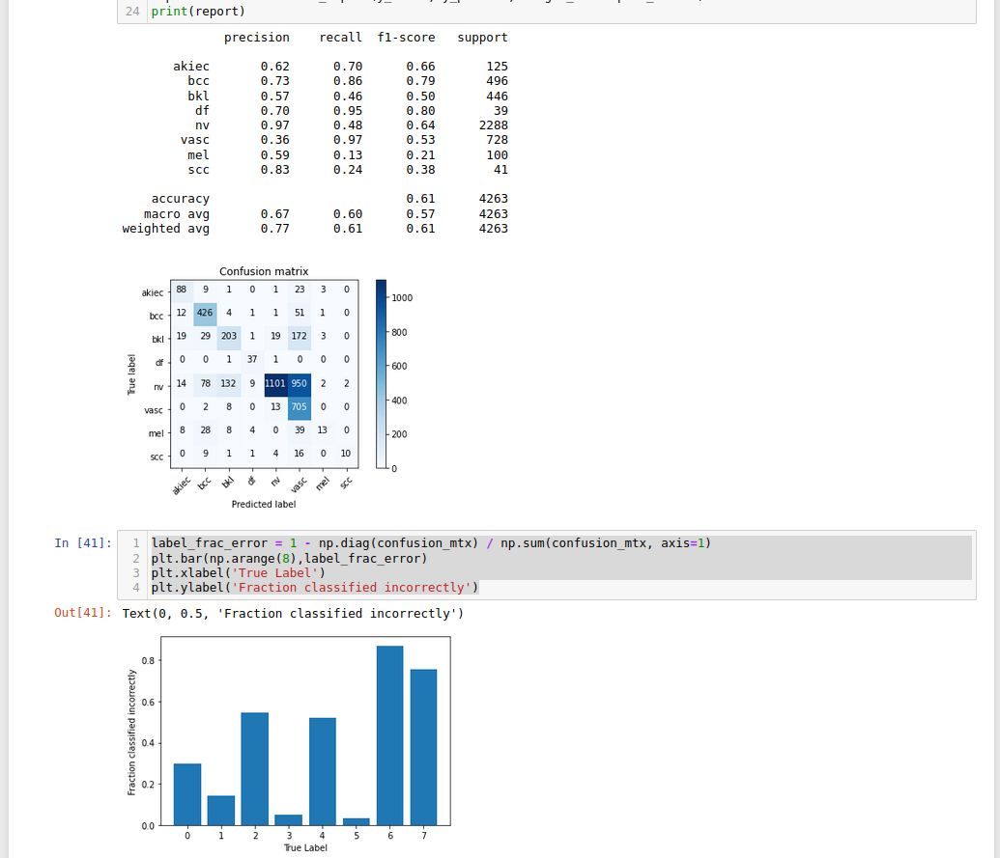 24 print(report)
precision recall f1-score support
akiec 0.62 0.70 0.66 125
bcc 0.73 0.86 0.79 496
bkl 0.57 0.46 0.50 446
df 0.70 0.95 0.80 39
nv 0.97 0.48 0.64 2288
vasc 0.36 0.97 0.53 728
mel 0.59 0.13 0.21 100
scc 0.83 0.24 0.38 41
accuracy 0.61 4263
macro avg 0.67 0.60 0.57 4263
weighted avg 0.77 0.61 0.61 4263
Confusion matrix
akiec 88 9 1 0 1 23 3 0
bcc 12 426 4 1 1 51 1 0
bkl 19 29 203 1 19 172 3 0
df 0 0 1 37 1 0 0 0
nv 14 78 132 9 1101 950 2 2
vasc 0 2 8 0 13 705 0 0
mel 8 28 8 4 0 39 13 0
scc 0 9 1 1 4 16 0 10
True label
akiec bcc bkl df nv vasc mel scc
Predicted label
1000
800
600
400
200
0
In [41]:
1 label_frac_error = 1 - np.diag(confusion_mtx) / np.sum(confusion_mtx, axis=1)
2 plt.bar(np.arange(8),label_frac_error)
3 plt.xlabel('True Label')
4 plt.ylabel('Fraction classified incorrectly')
Out[41]: Text(0, 0.5, 'Fraction classified incorrectly')
Fraction classified incorrectly
0.8
0.6
0.4
0.2
0.0
0 1 2 3 4 5 6 7
True Label